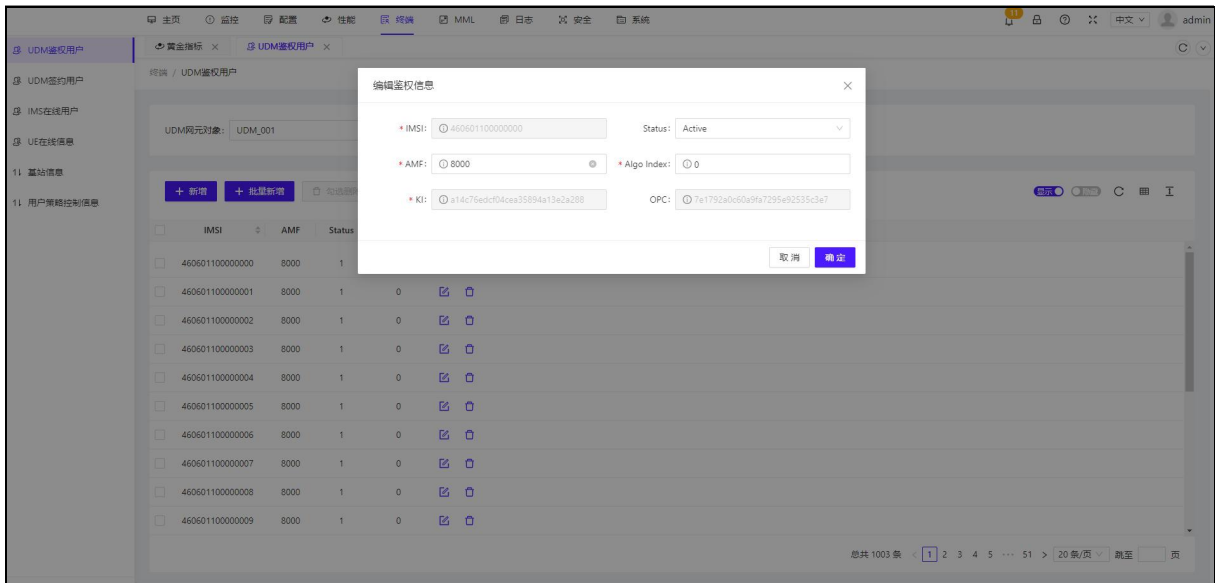 主页 监控 配置 性能 终端 MML 网 日志 安全 系统 11 中文 admin
UDM鉴权用户 黄金指标 × UDM鉴权用户 ×
UDM签约用户
IMS在线用户
UE在线信息
基站信息
用户策略控制信息
终端 / UDM鉴权用户
UDM网元对象: UDM_001
+ 新增 + 批量新增 显示
IMSI AMF Status
460601100000000 8000 1
460601100000001 8000 1 0
460601100000002 8000 1 0
460601100000003 8000 1 0
460601100000004 8000 1 0
460601100000005 8000 1 0
460601100000006 8000 1 0
460601100000007 8000 1 0
460601100000008 8000 1 0
460601100000009 8000 1 0
总共 1003 条 < 1 2 3 4 5 ··· 51 > 20 条/页 跳至 页
编辑鉴权信息 ×
* IMSI: 460601100000000 Status: Active
* AMF: 8000 * Algo Index: 0
* KI: a14c76edcf04cea35894a13e2a288 OPC: 7e1792a0c60a9fa7295e92535c3e7
取 消 确 定